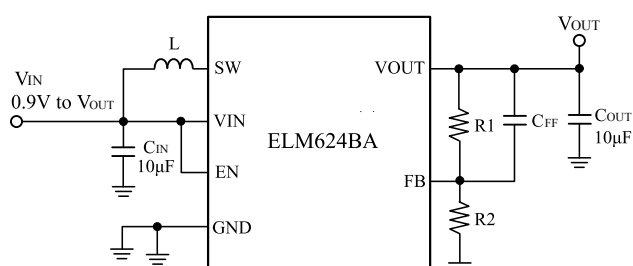 L
SW
VIN
0.9V to VOUT
VIN
CIN
10µF
EN
GND
ELM624BA
VOUT
FB
R1
R2
CFF
VOUT
COUT
10µF